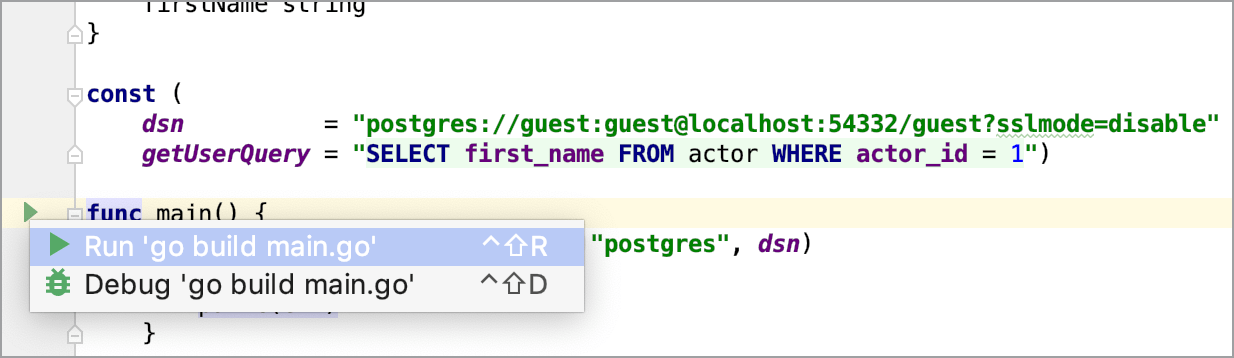 firstName string
}
const (
dsn = "postgres://guest:guest@localhost:54332/guest?sslmode=disable"
getUserQuery = "SELECT first_name FROM actor WHERE actor_id = 1")
func main() {
Run 'go build main.go' ^⇧R "postgres", dsn)
Debug 'go build main.go' ^⇧D
}